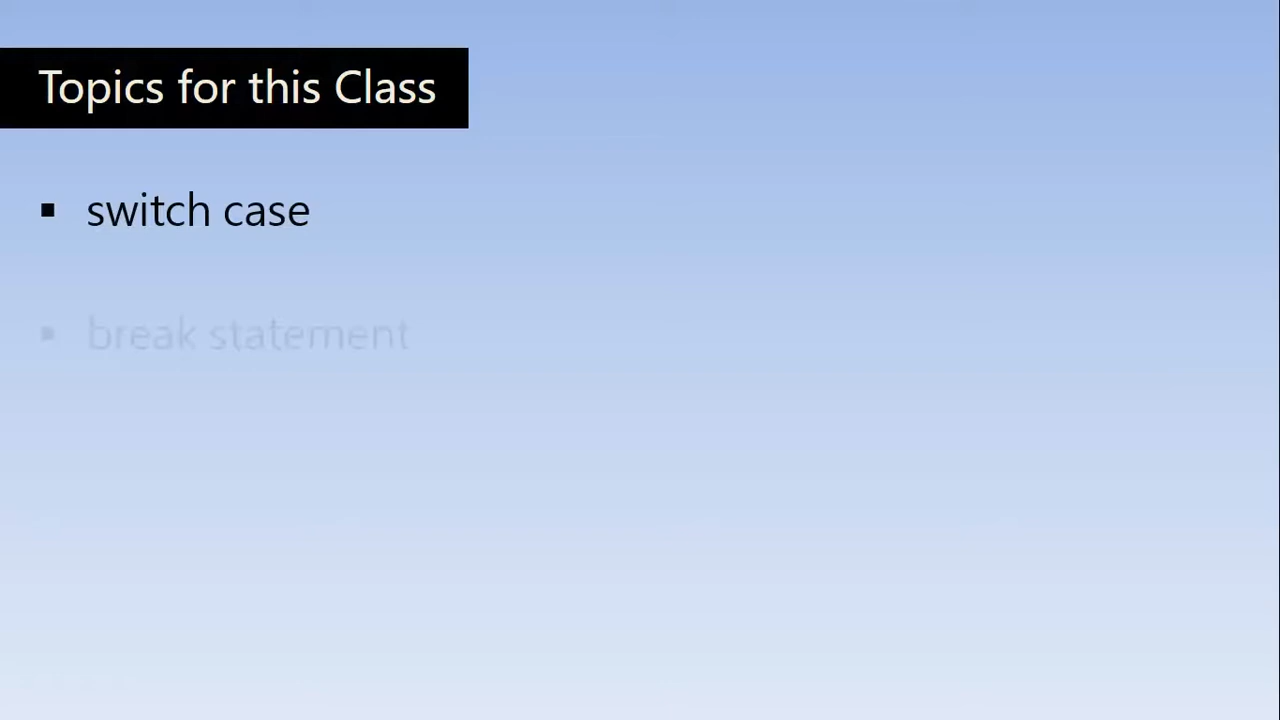 Topics for this Class
▪ switch case
▪ break statement